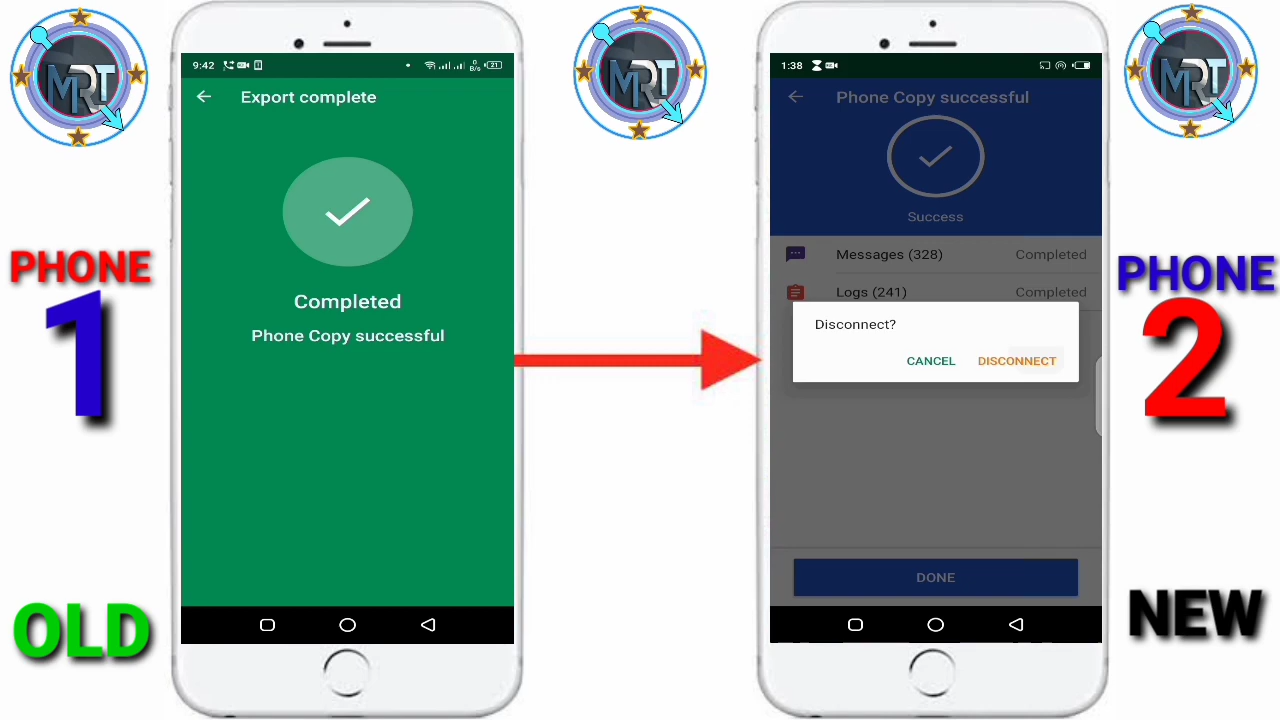 MRT
MRT
MRT
PHONE
1
OLD
9:42
B/s
21
Export complete
Completed
Phone Copy successful
1:38
Phone Copy successful
Success
Messages (328) Completed
Logs (241) Completed
Disconnect?
CANCEL DISCONNECT
DONE
PHONE
2
NEW